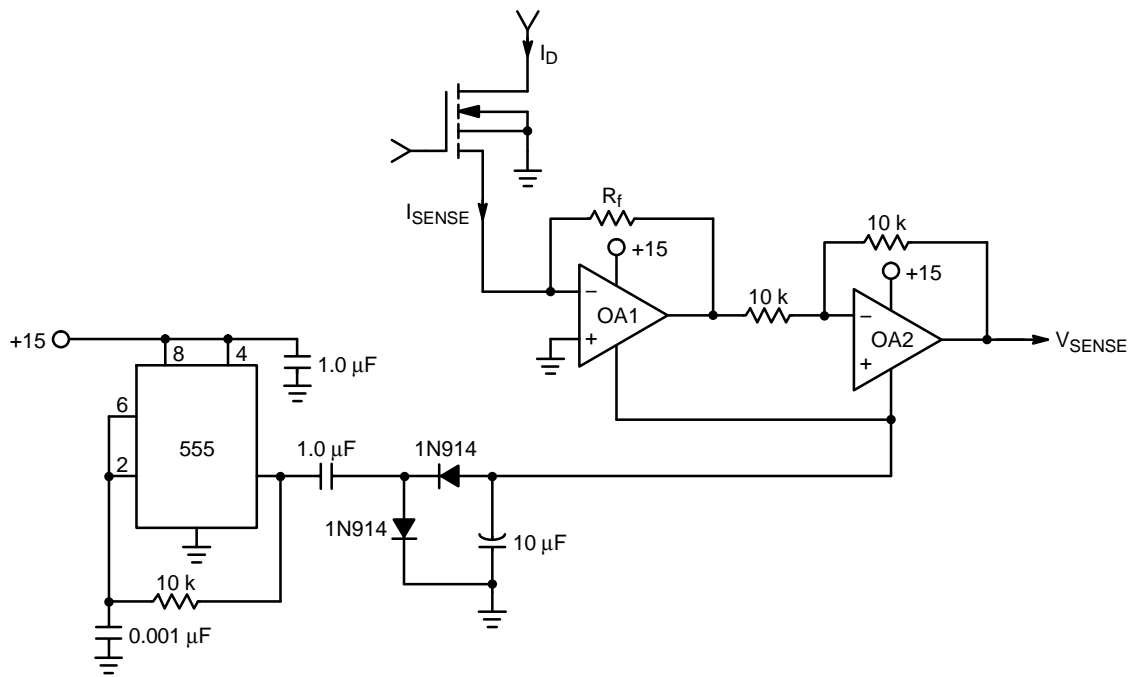 I_D
I_SENSE
R_f
+15
−
OA1
+
10 k
10 k
+15
−
OA2
+
V_SENSE
+15
8
4
1.0 μF
6
555
2
1.0 μF
1N914
1N914
10 μF
10 k
0.001 μF